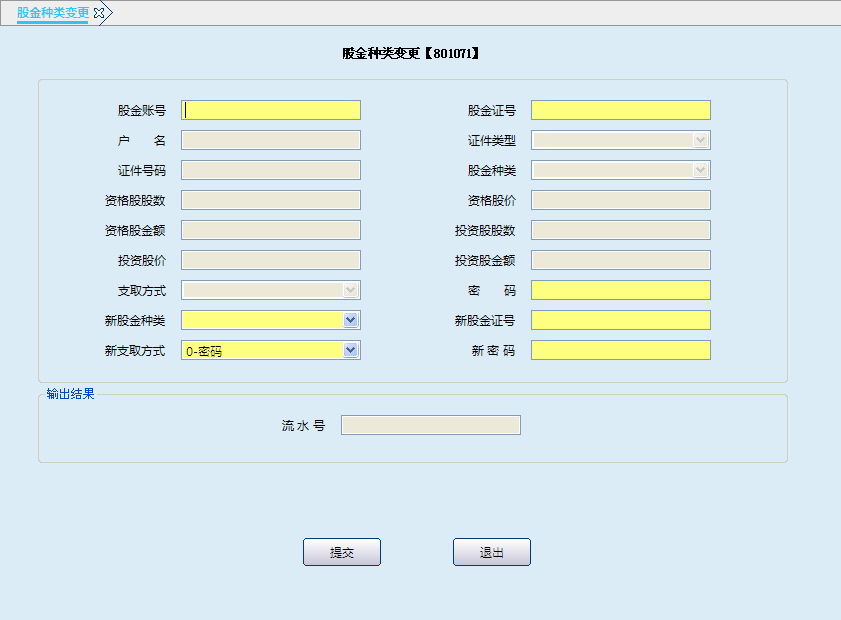 股金种类变更
股金种类变更【801071】
股金账号 股金证号
户 名 证件类型
证件号码 股金种类
资格股股数 资格股价
资格股金额 投资股股数
投资股价 投资股金额
支取方式 密 码
新股金种类 新股金证号
新支取方式 0-密码 新 密 码
输出结果
流 水 号
提交 退出